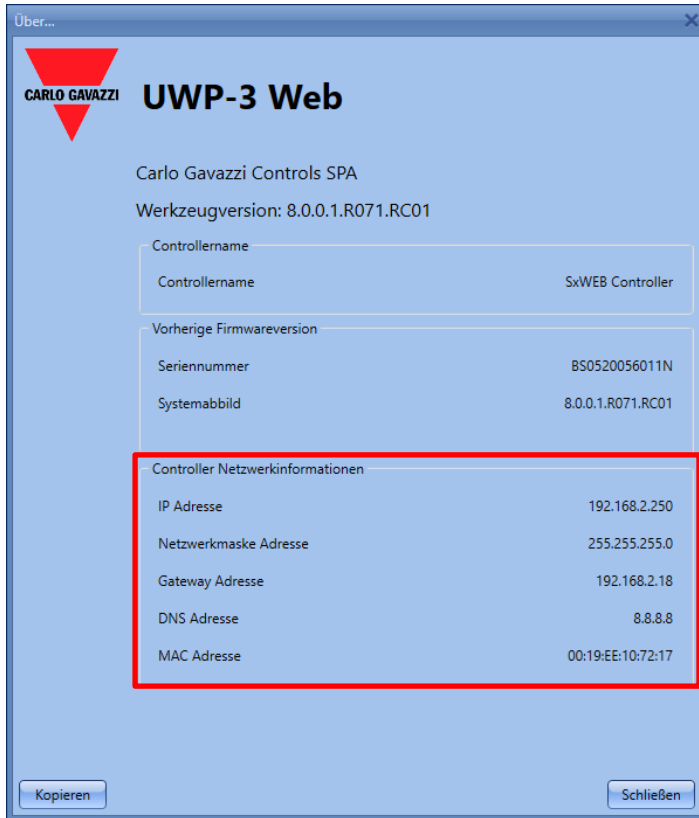 Über...
CARLO GAVAZZI
UWP-3 Web
Carlo Gavazzi Controls SPA
Werkzeugversion: 8.0.0.1.R071.RC01
Controllername
Controllername SxWEB Controller
Vorherige Firmwareversion
Seriennummer BS0520056011N
Systemabbild 8.0.0.1.R071.RC01
Controller Netzwerkinformationen
IP Adresse 192.168.2.250
Netzwerkmaske Adresse 255.255.255.0
Gateway Adresse 192.168.2.18
DNS Adresse 8.8.8.8
MAC Adresse 00:19:EE:10:72:17
Kopieren Schließen